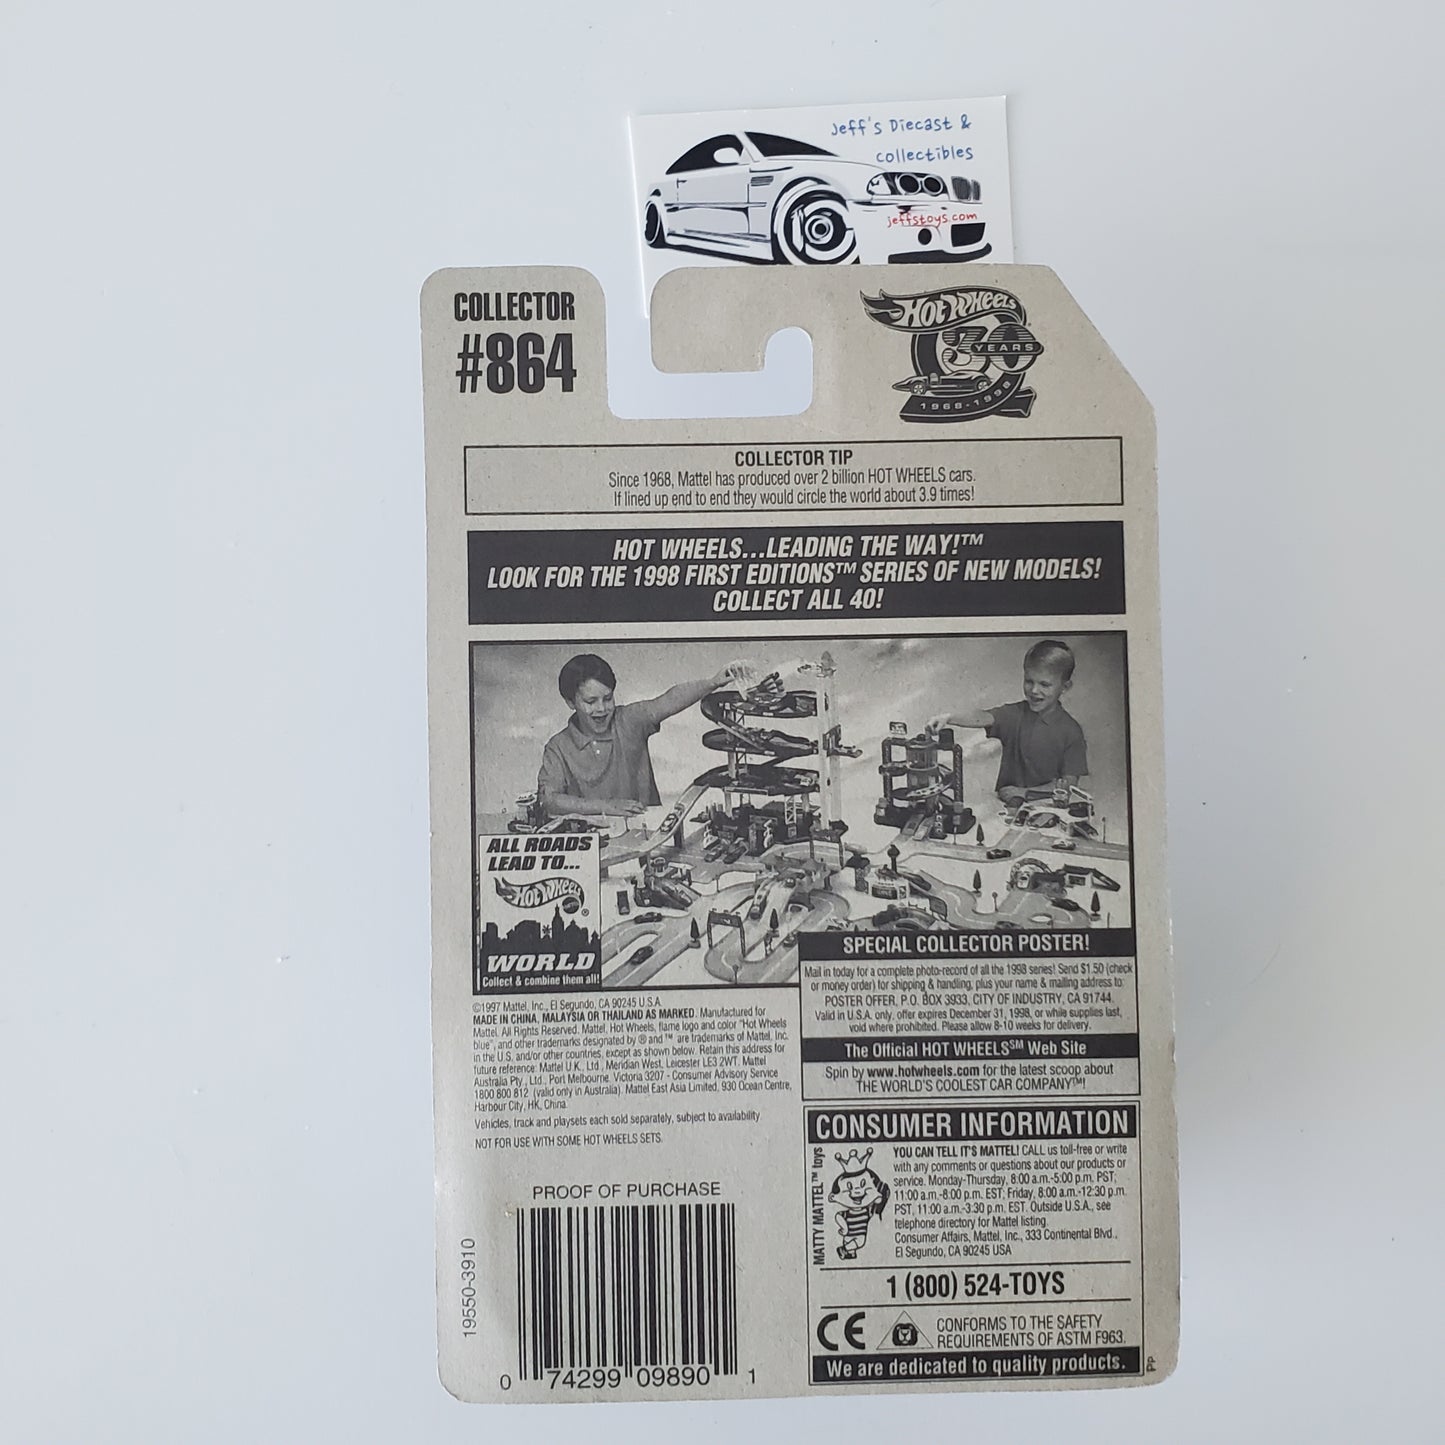 Jeff's Diecast &
collectibles
jeffstoys.com
COLLECTOR
#864
HOT WHEELS
30
YEARS
1968-1998
COLLECTOR TIP
Since 1968, Mattel has produced over 2 billion HOT WHEELS cars.
If lined up end to end they would circle the world about 3.9 times!
HOT WHEELS...LEADING THE WAY!™
LOOK FOR THE 1998 FIRST EDITIONS™ SERIES OF NEW MODELS!
COLLECT ALL 40!
ALL ROADS
LEAD TO...
HOT WHEELS®
WORLD
Collect & combine them all!
©1997 Mattel, Inc., El Segundo, CA 90245 U.S.A.
MADE IN CHINA, MALAYSIA OR THAILAND AS MARKED. Manufactured for
Mattel. All Rights Reserved. Mattel, Hot Wheels, flame logo and color "Hot Wheels
blue", and other trademarks designated by ® and ™ are trademarks of Mattel, Inc.
in the U.S. and/or other countries, except as shown below. Retain this address for
future reference: Mattel U.K., Ltd., Meridian West, Leicester LE3 2WT. Mattel
Australia Pty., Ltd., Port Melbourne, Victoria 3207 - Consumer Advisory Service
1800 800 812 (valid only in Australia). Mattel East Asia Limited, 930 Ocean Centre,
Harbour City, HK, China.
Vehicles, track and playsets each sold separately, subject to availability.
NOT FOR USE WITH SOME HOT WHEELS SETS.
SPECIAL COLLECTOR POSTER!
Mail in today for a complete photo-record of all the 1998 series! Send $1.50 (check
or money order) for shipping & handling, plus your name & mailing address to:
POSTER OFFER, P.O. BOX 3933, CITY OF INDUSTRY, CA 91744.
Valid in U.S.A. only, offer expires December 31, 1998, or while supplies last,
void where prohibited. Please allow 8-10 weeks for delivery.
The Official HOT WHEELS℠ Web Site
Spin by www.hotwheels.com for the latest scoop about
THE WORLD'S COOLEST CAR COMPANY™!
CONSUMER INFORMATION
MATTY MATTEL™ toys
YOU CAN TELL IT'S MATTEL! CALL us toll-free or write
with any comments or questions about our products or
service. Monday-Thursday, 8:00 a.m.-5:00 p.m. PST;
11:00 a.m.-8:00 p.m. EST; Friday, 8:00 a.m.-12:30 p.m.
PST, 11:00 a.m.-3:30 p.m. EST. Outside U.S.A., see
telephone directory for Mattel listing.
Consumer Affairs, Mattel, Inc., 333 Continental Blvd.,
El Segundo, CA 90245 USA
1 (800) 524-TOYS
CE
CONFORMS TO THE SAFETY
REQUIREMENTS OF ASTM F963.
We are dedicated to quality products.
PP
PROOF OF PURCHASE
19550-3910
0 74299 09890 1